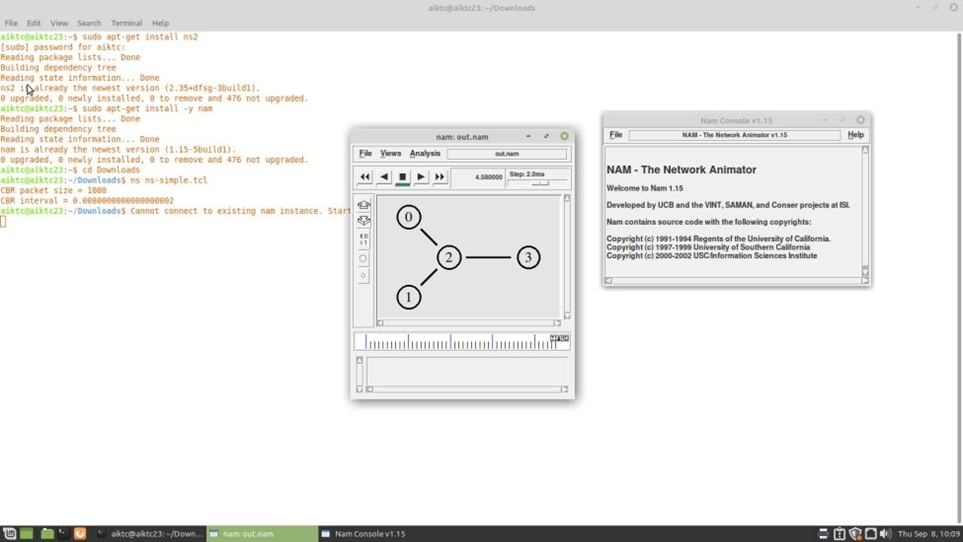 aiktc@aiktc23: ~/Downloads
File Edit View Search Terminal Help
aiktc@aiktc23:~$ sudo apt-get install ns2
[sudo] password for aiktc:
Reading package lists... Done
Building dependency tree
Reading state information... Done
ns2 is already the newest version (2.35+dfsg-3build1).
0 upgraded, 0 newly installed, 0 to remove and 476 not upgraded.
aiktc@aiktc23:~$ sudo apt-get install -y nam
Reading package lists... Done
Building dependency tree
Reading state information... Done
nam is already the newest version (1.15-5build1).
0 upgraded, 0 newly installed, 0 to remove and 476 not upgraded.
aiktc@aiktc23:~$ cd Downloads
aiktc@aiktc23:~/Downloads$ ns ns-simple.tcl
CBR packet size = 1000
CBR interval = 0.0080000000000000002
aiktc@aiktc23:~/Downloads$ Cannot connect to existing nam instance. Start
nam: out.nam
File Views Analysis out.nam
4.580000 Step: 2.0ms
0
2
3
1
TIME
Nam Console v1.15
File NAM - The Network Animator v1.15 Help
NAM - The Network Animator
Welcome to Nam 1.15
Developed by UCB and the VINT, SAMAN, and Conser projects at ISI.
Nam contains source code with the following copyrights:
Copyright (c) 1991-1994 Regents of the University of California.
Copyright (c) 1997-1999 University of Southern California
Copyright (c) 2000-2002 USC/Information Sciences Institute
aiktc@aiktc23: ~/Down... nam: out.nam Nam Console v1.15 Thu Sep 8, 10:09